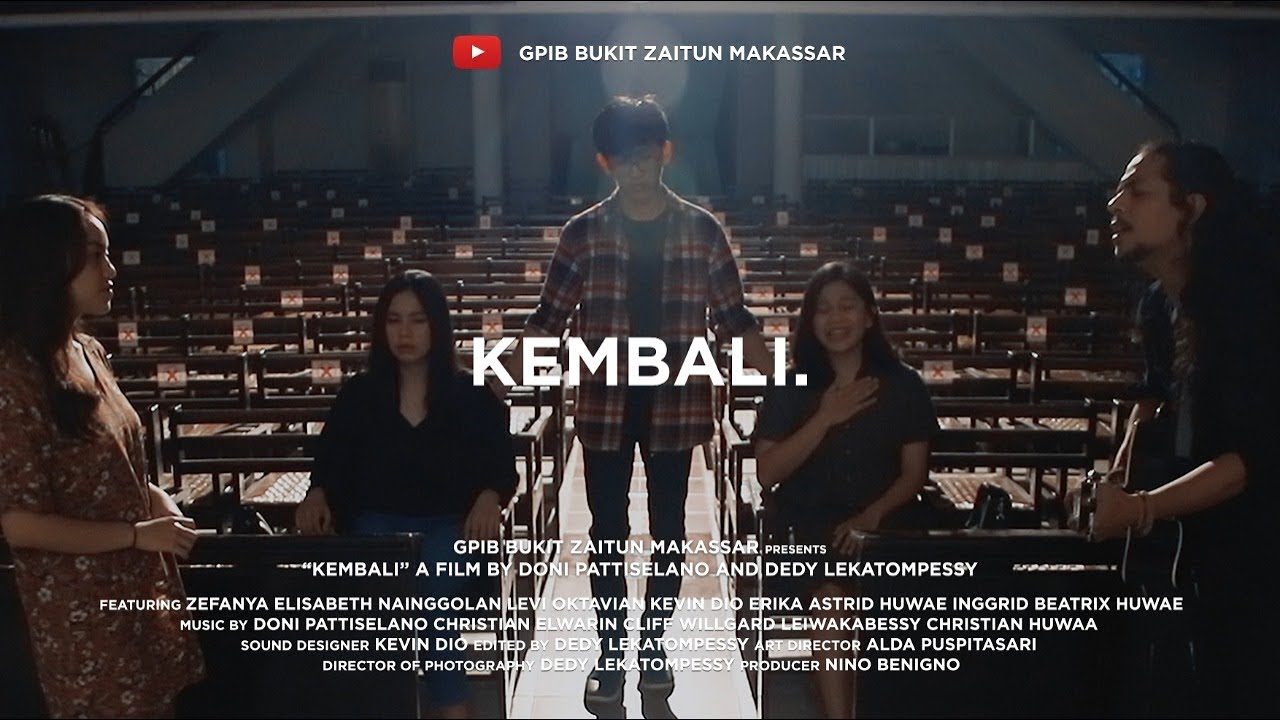 GPIB BUKIT ZAITUN MAKASSAR
KEMBALI.
GPIB BUKIT ZAITUN MAKASSAR PRESENTS
“KEMBALI” A FILM BY DONI PATTISELANO AND DEDY LEKATOMPESSY
FEATURING ZEFANYA ELISABETH NAINGGOLAN LEVI OKTAVIAN KEVIN DIO ERIKA ASTRID HUWAE INGGRID BEATRIX HUWAE
MUSIC BY DONI PATTISELANO CHRISTIAN ELWARIN CLIFF WILLGARD LEIWAKABESSY CHRISTIAN HUWAA
SOUND DESIGNER KEVIN DIO EDITED BY DEDY LEKATOMPESSY ART DIRECTOR ALDA PUSPITASARI
DIRECTOR OF PHOTOGRAPHY DEDY LEKATOMPESSY PRODUCER NINO BENIGNO